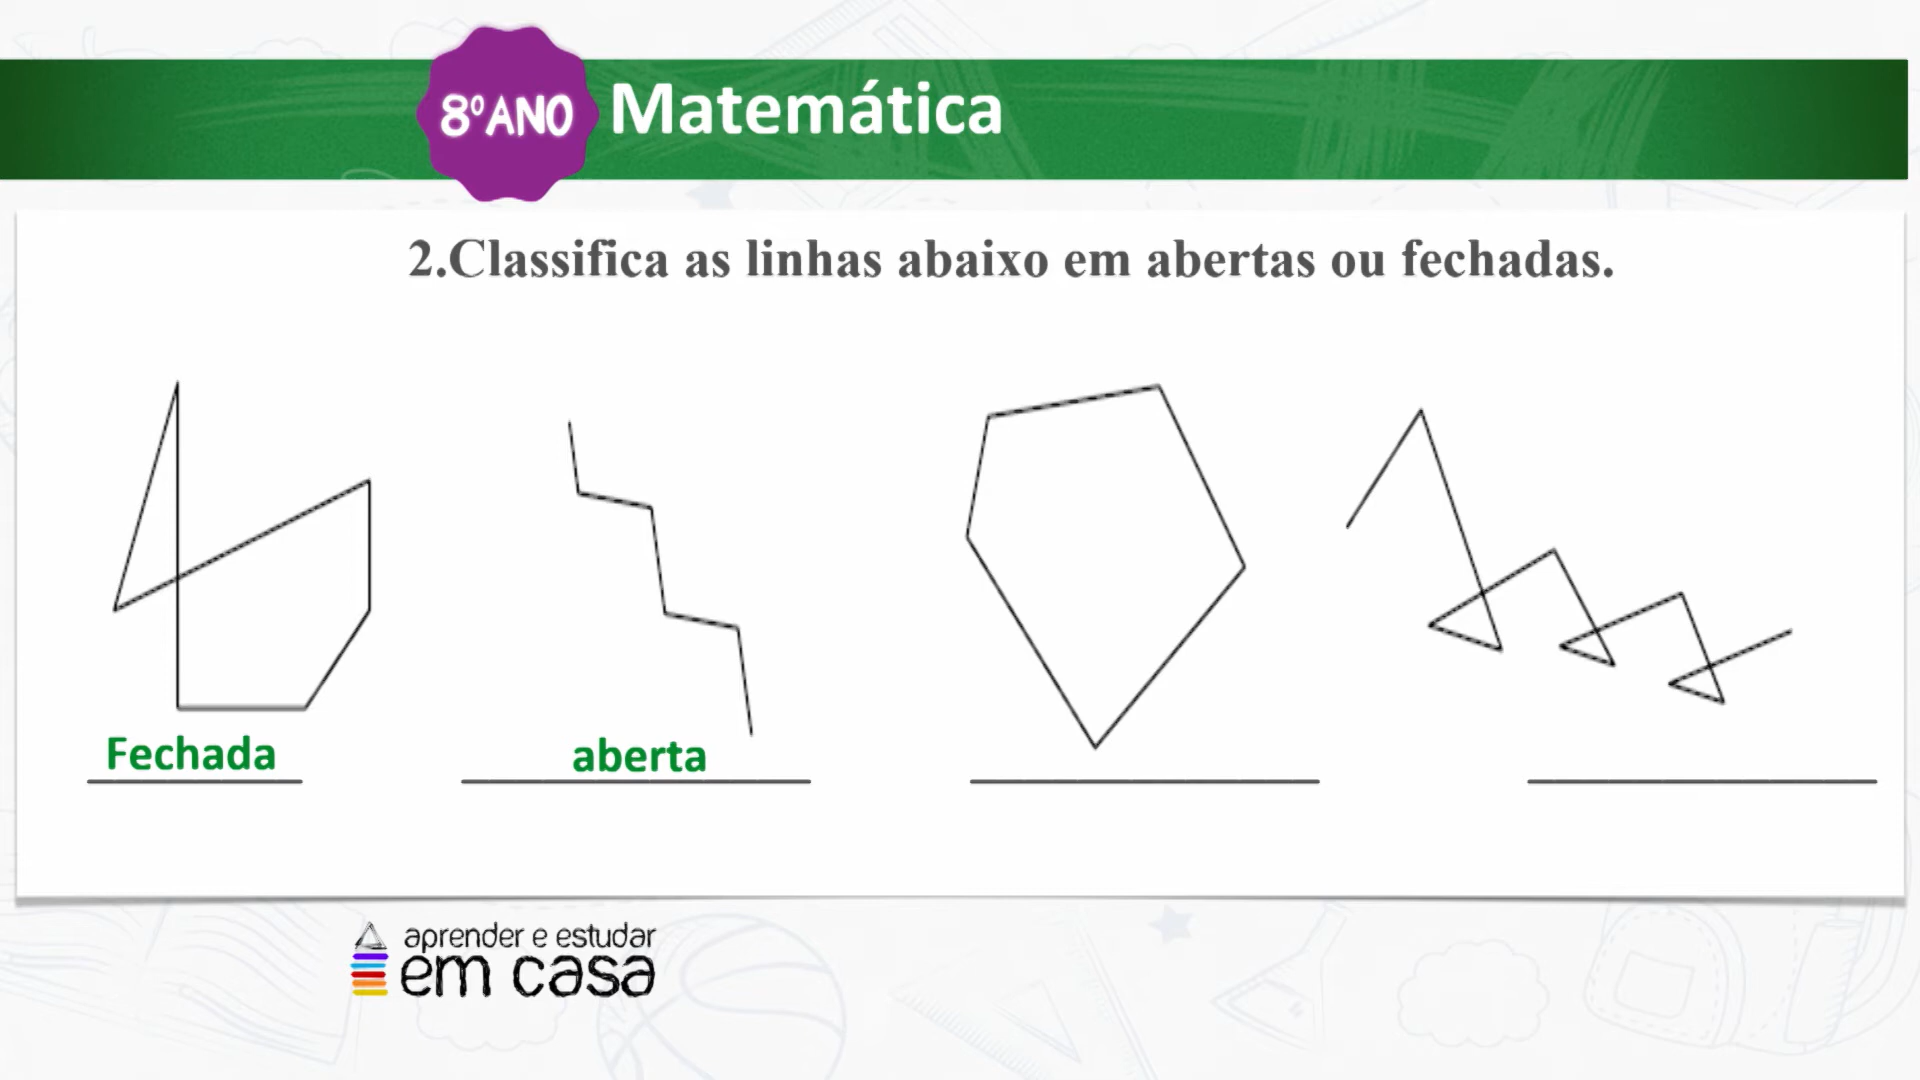 8ºANO
Matemática
2.Classifica as linhas abaixo em abertas ou fechadas.
Fechada
aberta
aprender e estudar
em casa